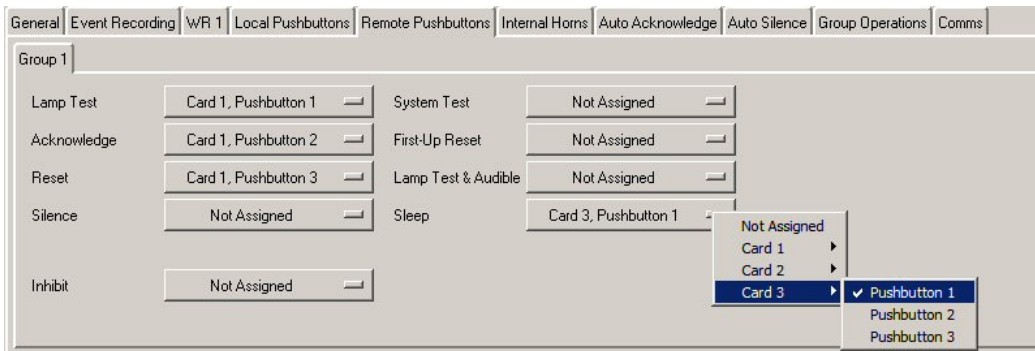 General Event Recording WR 1 Local Pushbuttons Remote Pushbuttons Internal Horns Auto Acknowledge Auto Silence Group Operations Comms
Group 1
Lamp Test Card 1, Pushbutton 1 System Test Not Assigned
Acknowledge Card 1, Pushbutton 2 First-Up Reset Not Assigned
Reset Card 1, Pushbutton 3 Lamp Test & Audible Not Assigned
Silence Not Assigned Sleep Card 3, Pushbutton 1
Not Assigned
Card 1
Card 2
Inhibit Not Assigned Card 3 Pushbutton 1
Pushbutton 2
Pushbutton 3